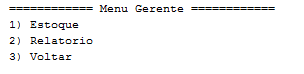 ============ Menu Gerente ============
1) Estoque
2) Relatorio
3) Voltar